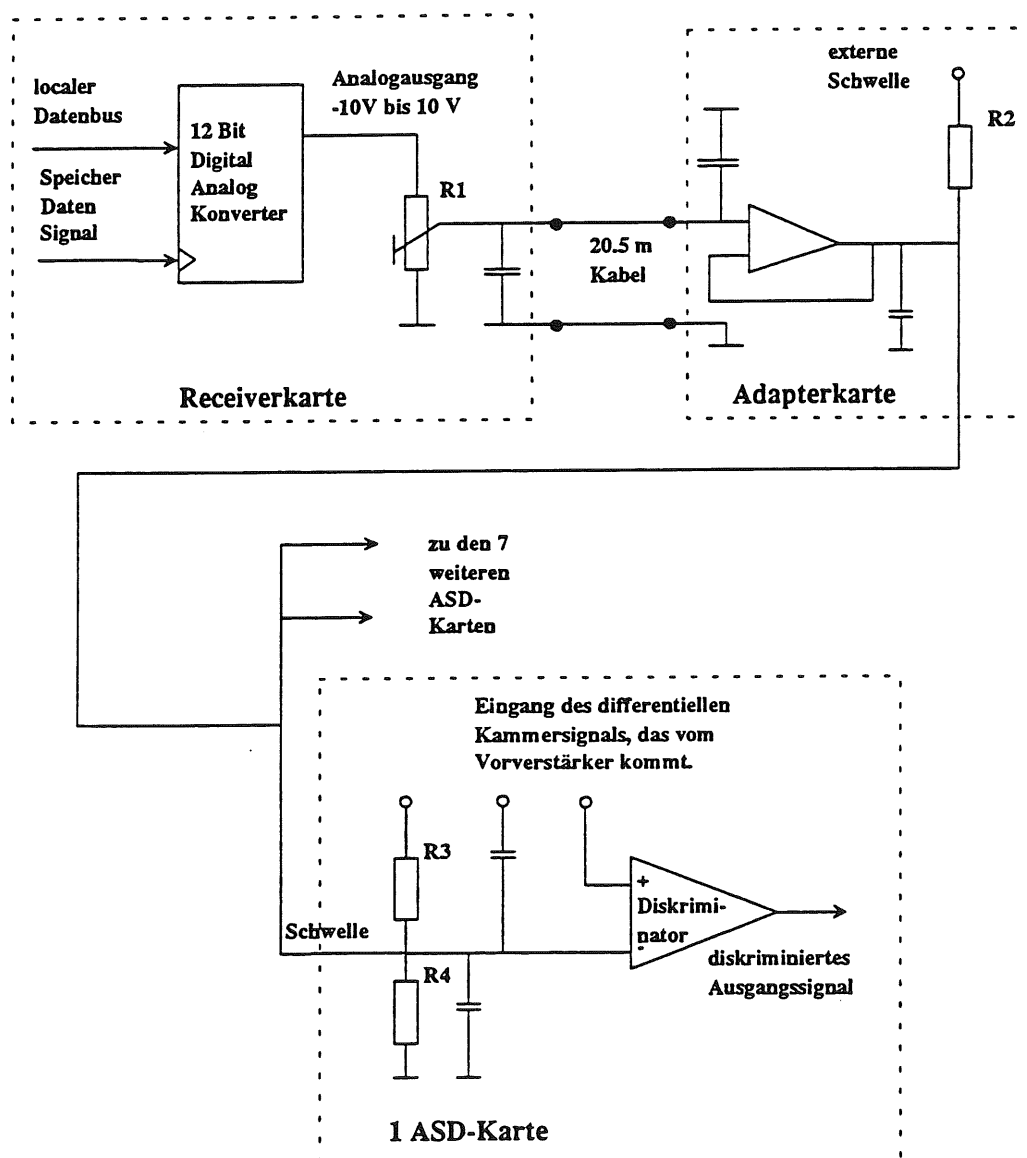 localer
Datenbus
Speicher
Daten
Signal
12 Bit
Digital
Analog
Konverter
Analogausgang
-10V bis 10 V
R1
20.5 m
Kabel
Receiverkarte
externe
Schwelle
R2
Adapterkarte
zu den 7
weiteren
ASD-
Karten
Eingang des differentiellen
Kammersignals, das vom
Vorverstärker kommt.
R3
Schwelle
R4
+
Diskrimi-
nator
-
diskriminiertes
Ausgangssignal
1 ASD-Karte